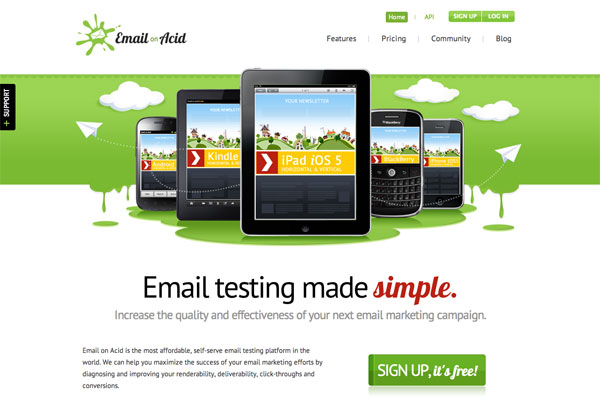 Home
API
SIGN UP
LOG IN
Email on Acid
Features
Pricing
Community
Blog
+ SUPPORT
YOUR NEWSLETTER
Android
Kindle
iPad iOS 5
HORIZONTAL & VERTICAL
BlackBerry
BlackBerry
Email testing made simple.
Increase the quality and effectiveness of your next email marketing campaign.
Email on Acid is the most affordable, self-serve email testing platform in the
world. We can help you maximize the success of your email marketing efforts by
diagnosing and improving your renderability, deliverability, click-throughs and
conversions.
SIGN UP, it's free!